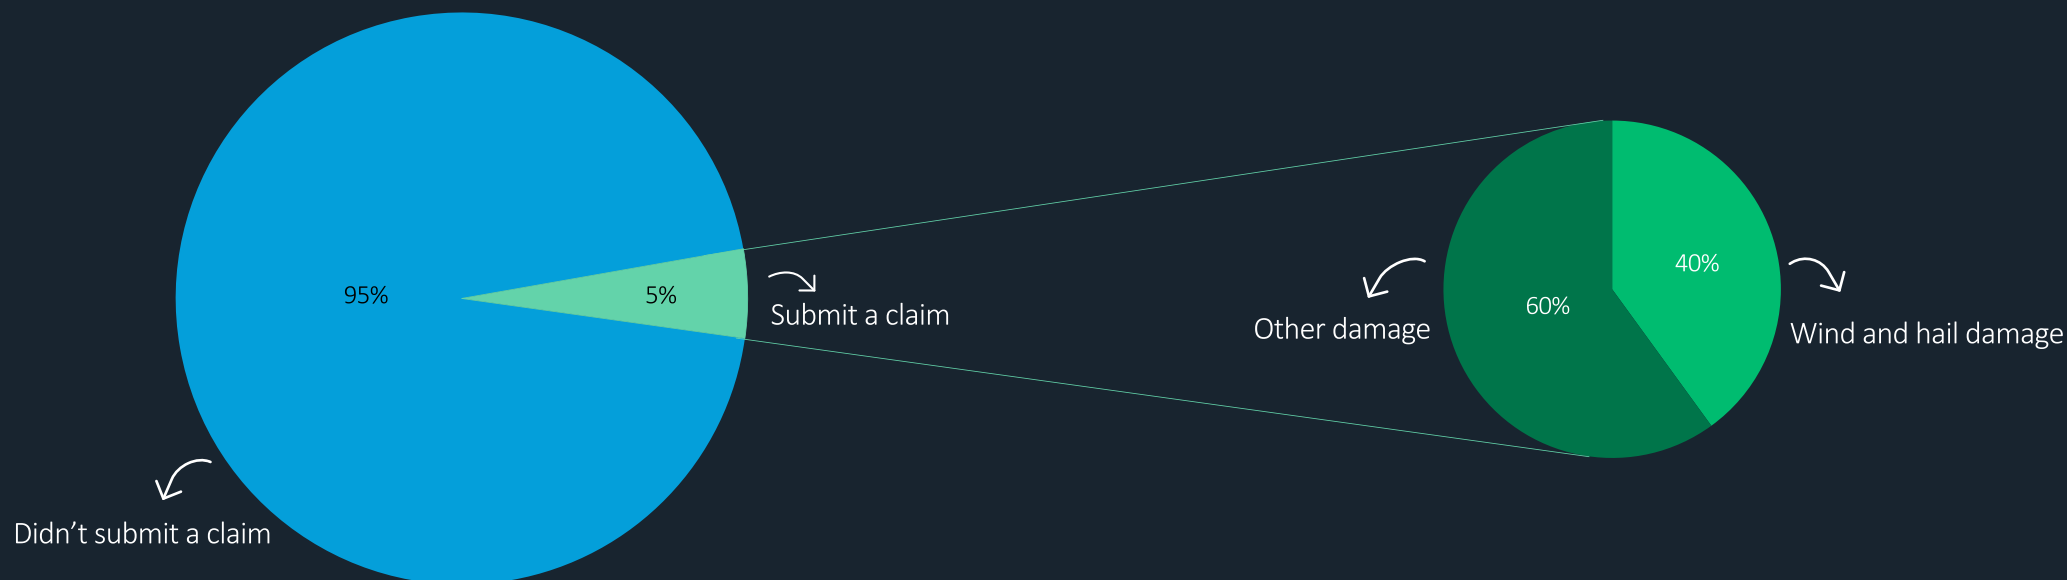 95%
5%
Submit a claim
Didn’t submit a claim
Other damage
60%
40%
Wind and hail damage